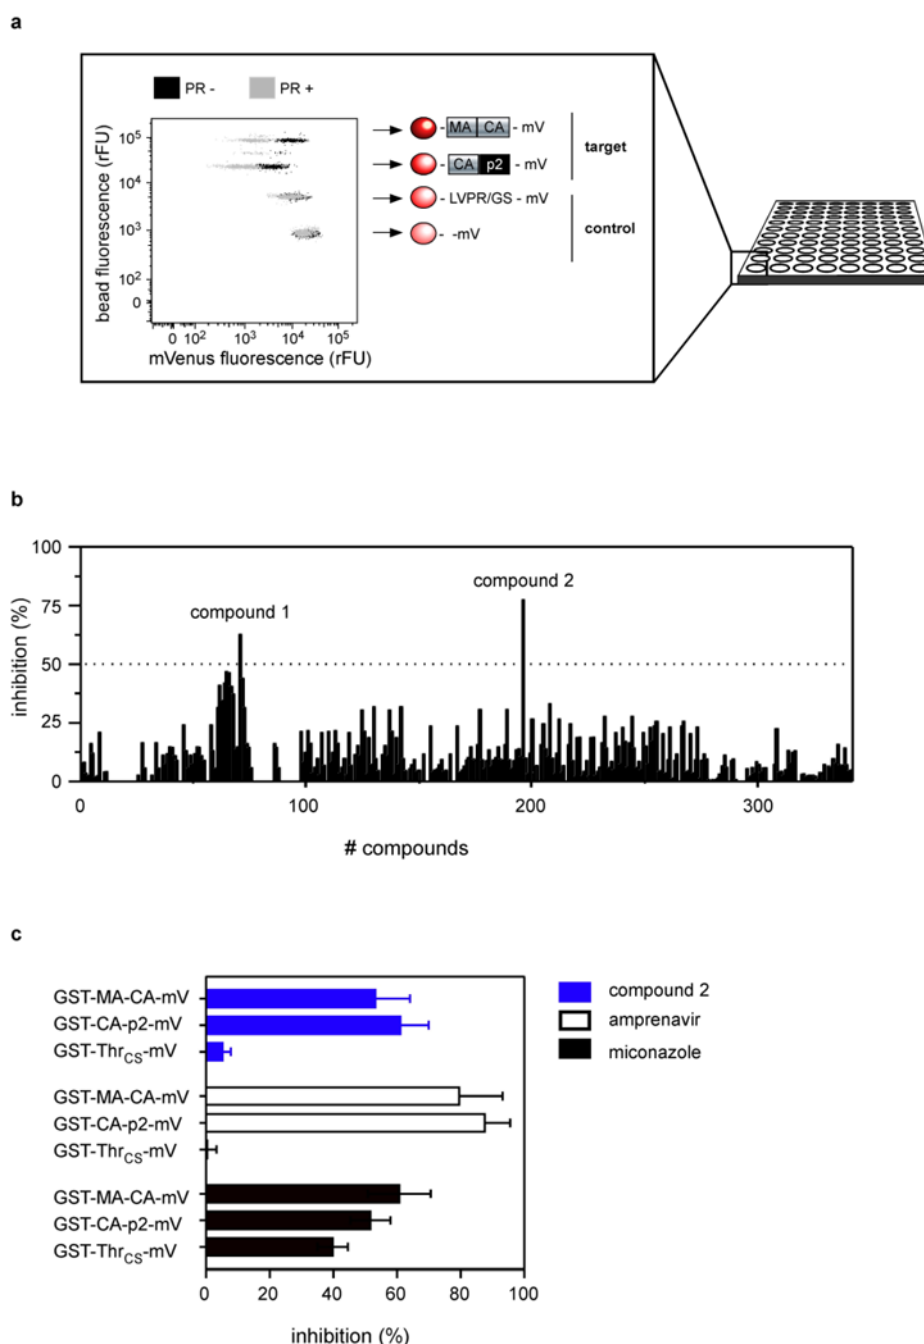 a
PR - PR +
bead fluorescence (rFU)
10^5
10^4
10^3
10^2
0
0 10^2 10^3 10^4 10^5
mVenus fluorescence (rFU)
- MA CA - mV
- CA p2 - mV
- LVPR/GS - mV
- -mV
target
control
b
inhibition (%)
100
75
50
25
0
compound 1
compound 2
0 100 200 300
# compounds
c
GST-MA-CA-mV
GST-CA-p2-mV
GST-Thr_CS-mV
GST-MA-CA-mV
GST-CA-p2-mV
GST-Thr_CS-mV
GST-MA-CA-mV
GST-CA-p2-mV
GST-Thr_CS-mV
0 20 40 60 80 100
inhibition (%)
compound 2
amprenavir
miconazole